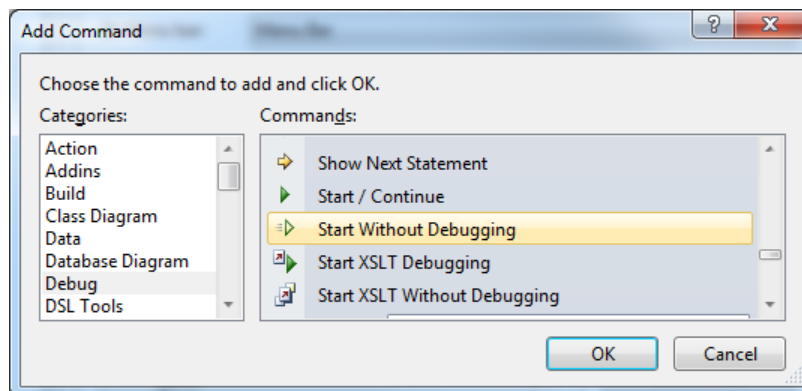 Add Command
Choose the command to add and click OK.
Categories:
Commands:
Action
Addins
Build
Class Diagram
Data
Database Diagram
Debug
DSL Tools
Show Next Statement
Start / Continue
Start Without Debugging
Start XSLT Debugging
Start XSLT Without Debugging
OK
Cancel